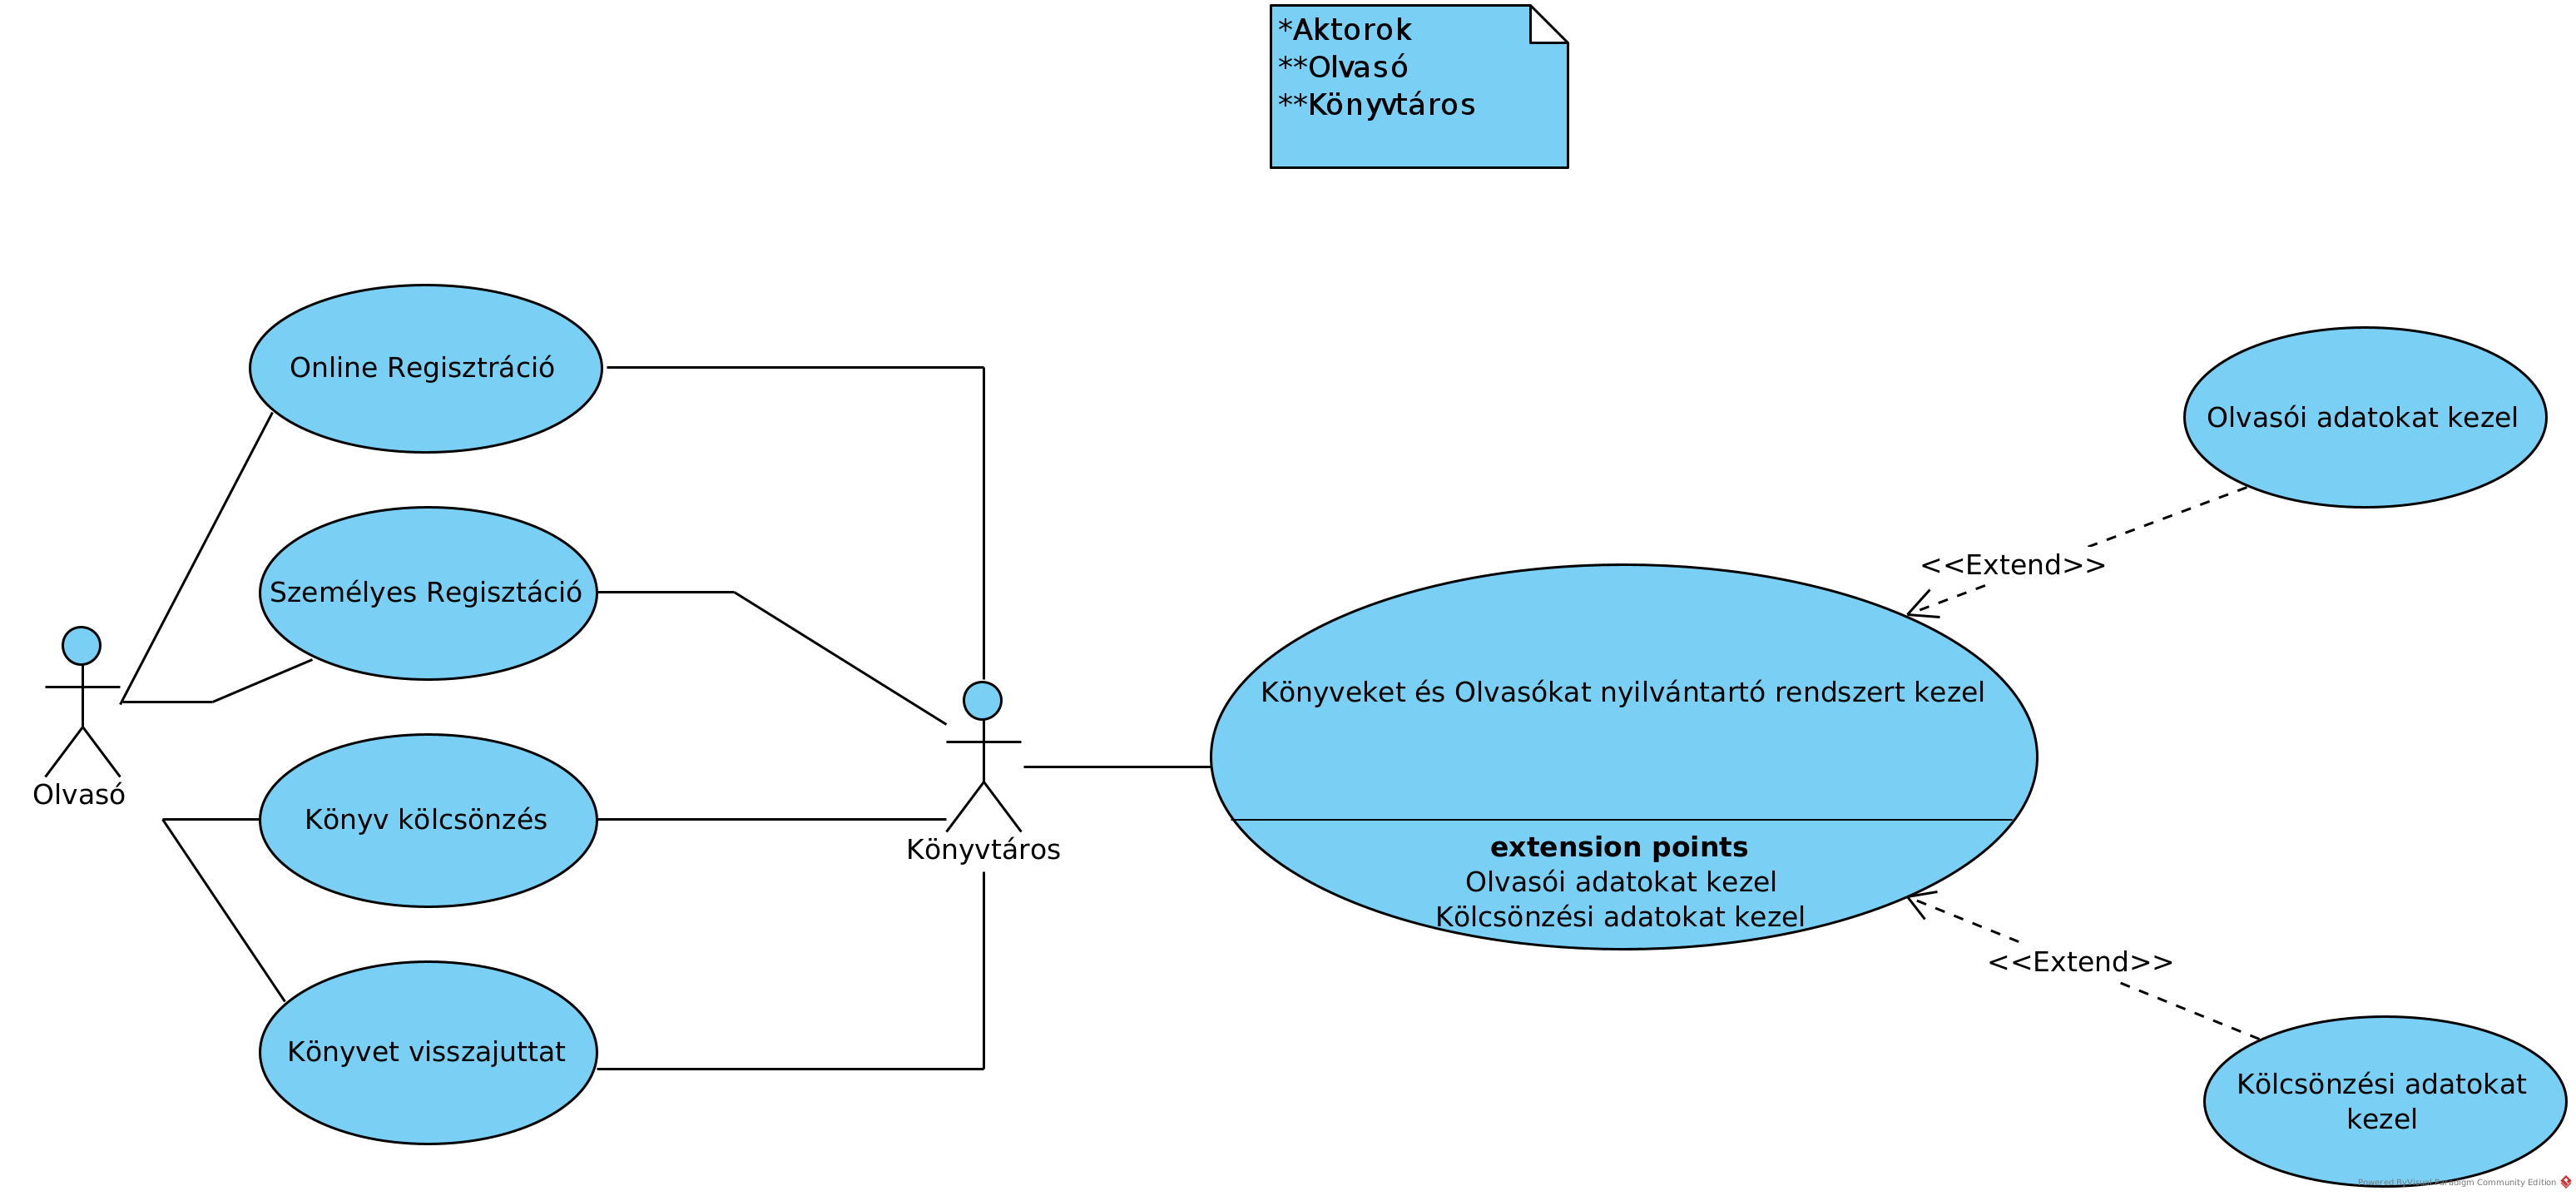 *Aktorok
**Olvasó
**Könyvtáros
Online Regisztráció
Olvasói adatokat kezel
<<Extend>>
Személyes Regisztáció
Könyveket és Olvasókat nyilvántartó rendszert kezel
Olvasó
Könyv kölcsönzés
Könyvtáros
extension points
Olvasói adatokat kezel
Kölcsönzési adatokat kezel
<<Extend>>
Könyvet visszajuttat
Kölcsönzési adatokat
kezel
Powered By Visual Paradigm Community Edition